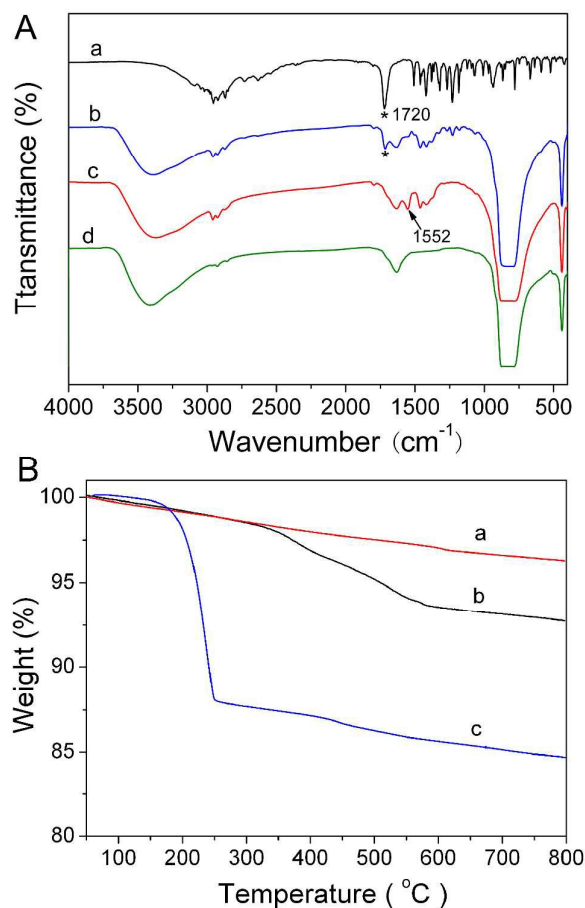 A
Ttansmittance (%)
a
* 1720
b
*
c
1552
d
4000 3500 3000 2500 2000 1500 1000 500
Wavenumber (cm⁻¹)
B
Weight (%)
100
95
90
85
80
a
b
c
100 200 300 400 500 600 700 800
Temperature ( °C )